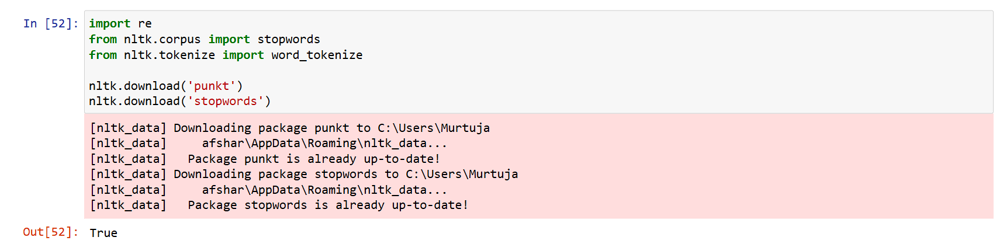 In [52]: import re
from nltk.corpus import stopwords
from nltk.tokenize import word_tokenize
nltk.download('punkt')
nltk.download('stopwords')
[nltk_data] Downloading package punkt to C:\Users\Murtuja
[nltk_data]     afshar\AppData\Roaming\nltk_data...
[nltk_data]   Package punkt is already up-to-date!
[nltk_data] Downloading package stopwords to C:\Users\Murtuja
[nltk_data]     afshar\AppData\Roaming\nltk_data...
[nltk_data]   Package stopwords is already up-to-date!
Out[52]: True